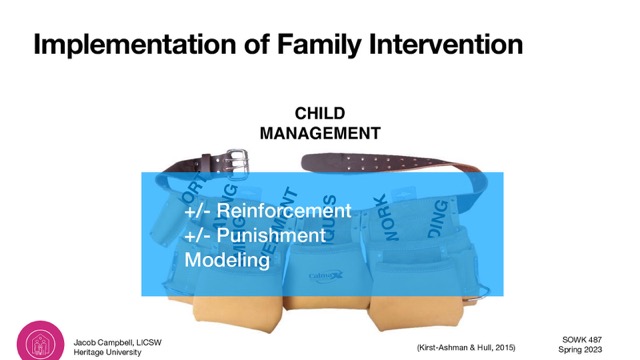 Implementation of Family Intervention
CHILD
MANAGEMENT
+/- Reinforcement
+/- Punishment
Modeling
Jacob Campbell, LICSW
Heritage University
(Kirst-Ashman & Hull, 2015)
SOWK 487
Spring 2023